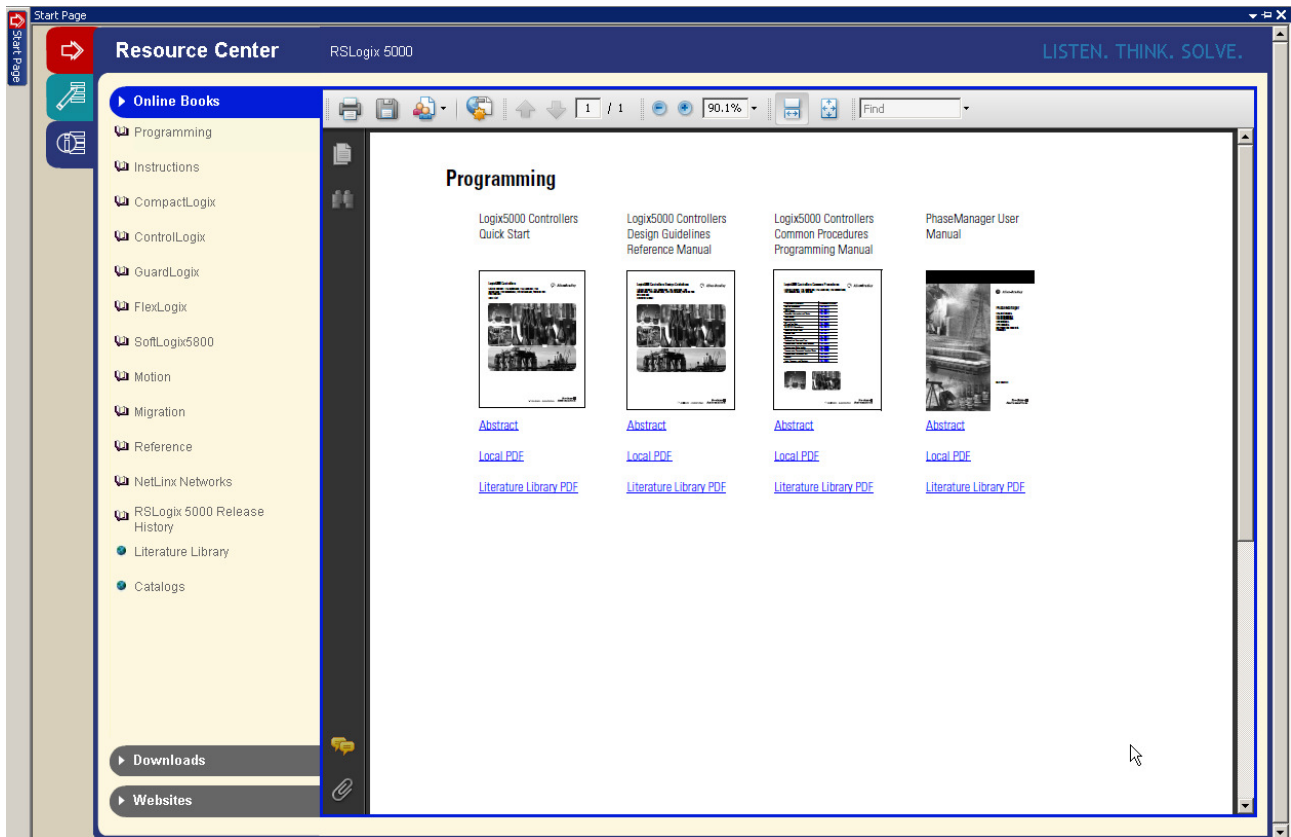 Start Page
Start Page
Resource Center
RSLogix 5000
LISTEN. THINK. SOLVE.
Online Books
Programming
Instructions
CompactLogix
ControlLogix
GuardLogix
FlexLogix
SoftLogix5800
Motion
Migration
Reference
NetLinx Networks
RSLogix 5000 Release
History
Literature Library
Catalogs
Downloads
Websites
1 / 1
90.1%
Find
Programming
Logix5000 Controllers
Quick Start
Logix5000 Controllers
Design Guidelines
Reference Manual
Logix5000 Controllers
Common Procedures
Programming Manual
PhaseManager User
Manual
Abstract
Abstract
Abstract
Abstract
Local PDF
Local PDF
Local PDF
Local PDF
Literature Library PDF
Literature Library PDF
Literature Library PDF
Literature Library PDF